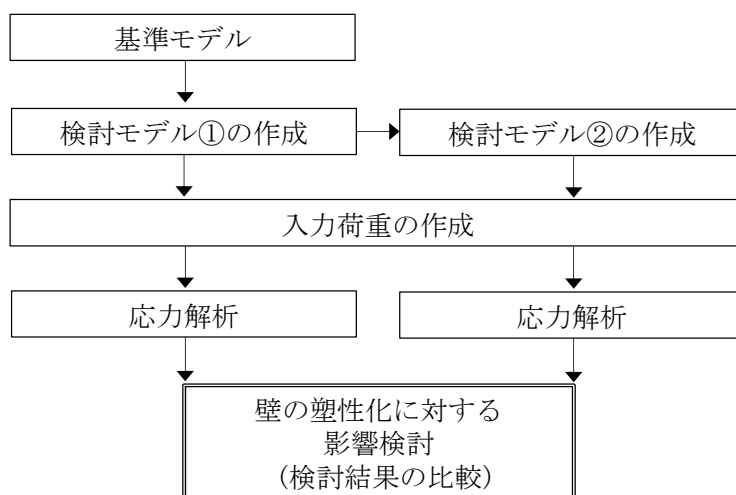 基準モデル
検討モデル①の作成
検討モデル②の作成
入力荷重の作成
応力解析
応力解析
壁の塑性化に対する
影響検討
(検討結果の比較)